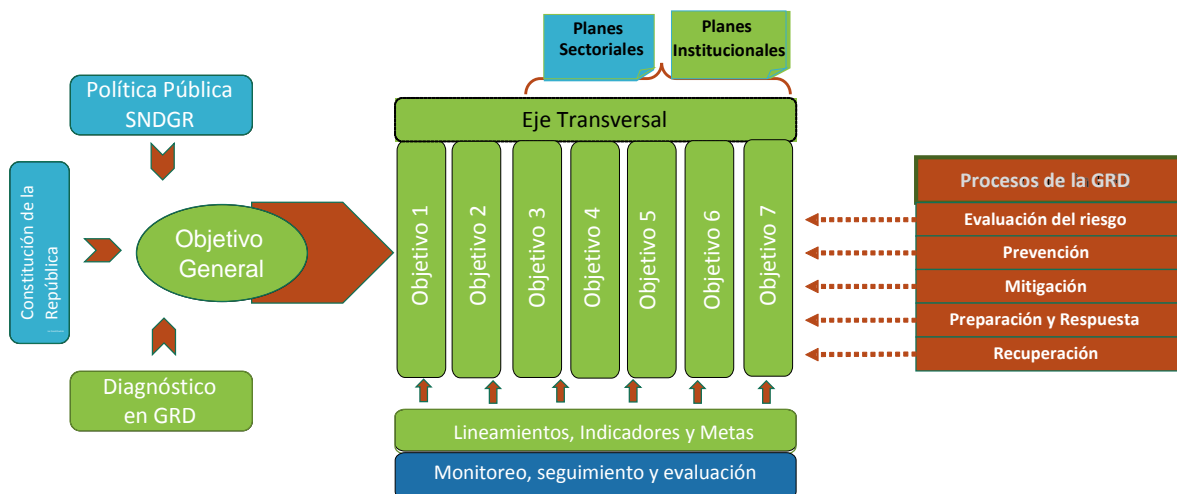 Planes
Sectoriales
Planes
Institucionales
Política Pública
SNDGR
Eje Transversal
Constitución de la
República
Objetivo
General
Objetivo 1
Objetivo 2
Objetivo 3
Objetivo 4
Objetivo 5
Objetivo 6
Objetivo 7
Procesos de la GRD
Evaluación del riesgo
Prevención
Mitigación
Preparación y Respuesta
Recuperación
Diagnóstico
en GRD
Lineamientos, Indicadores y Metas
Monitoreo, seguimiento y evaluación